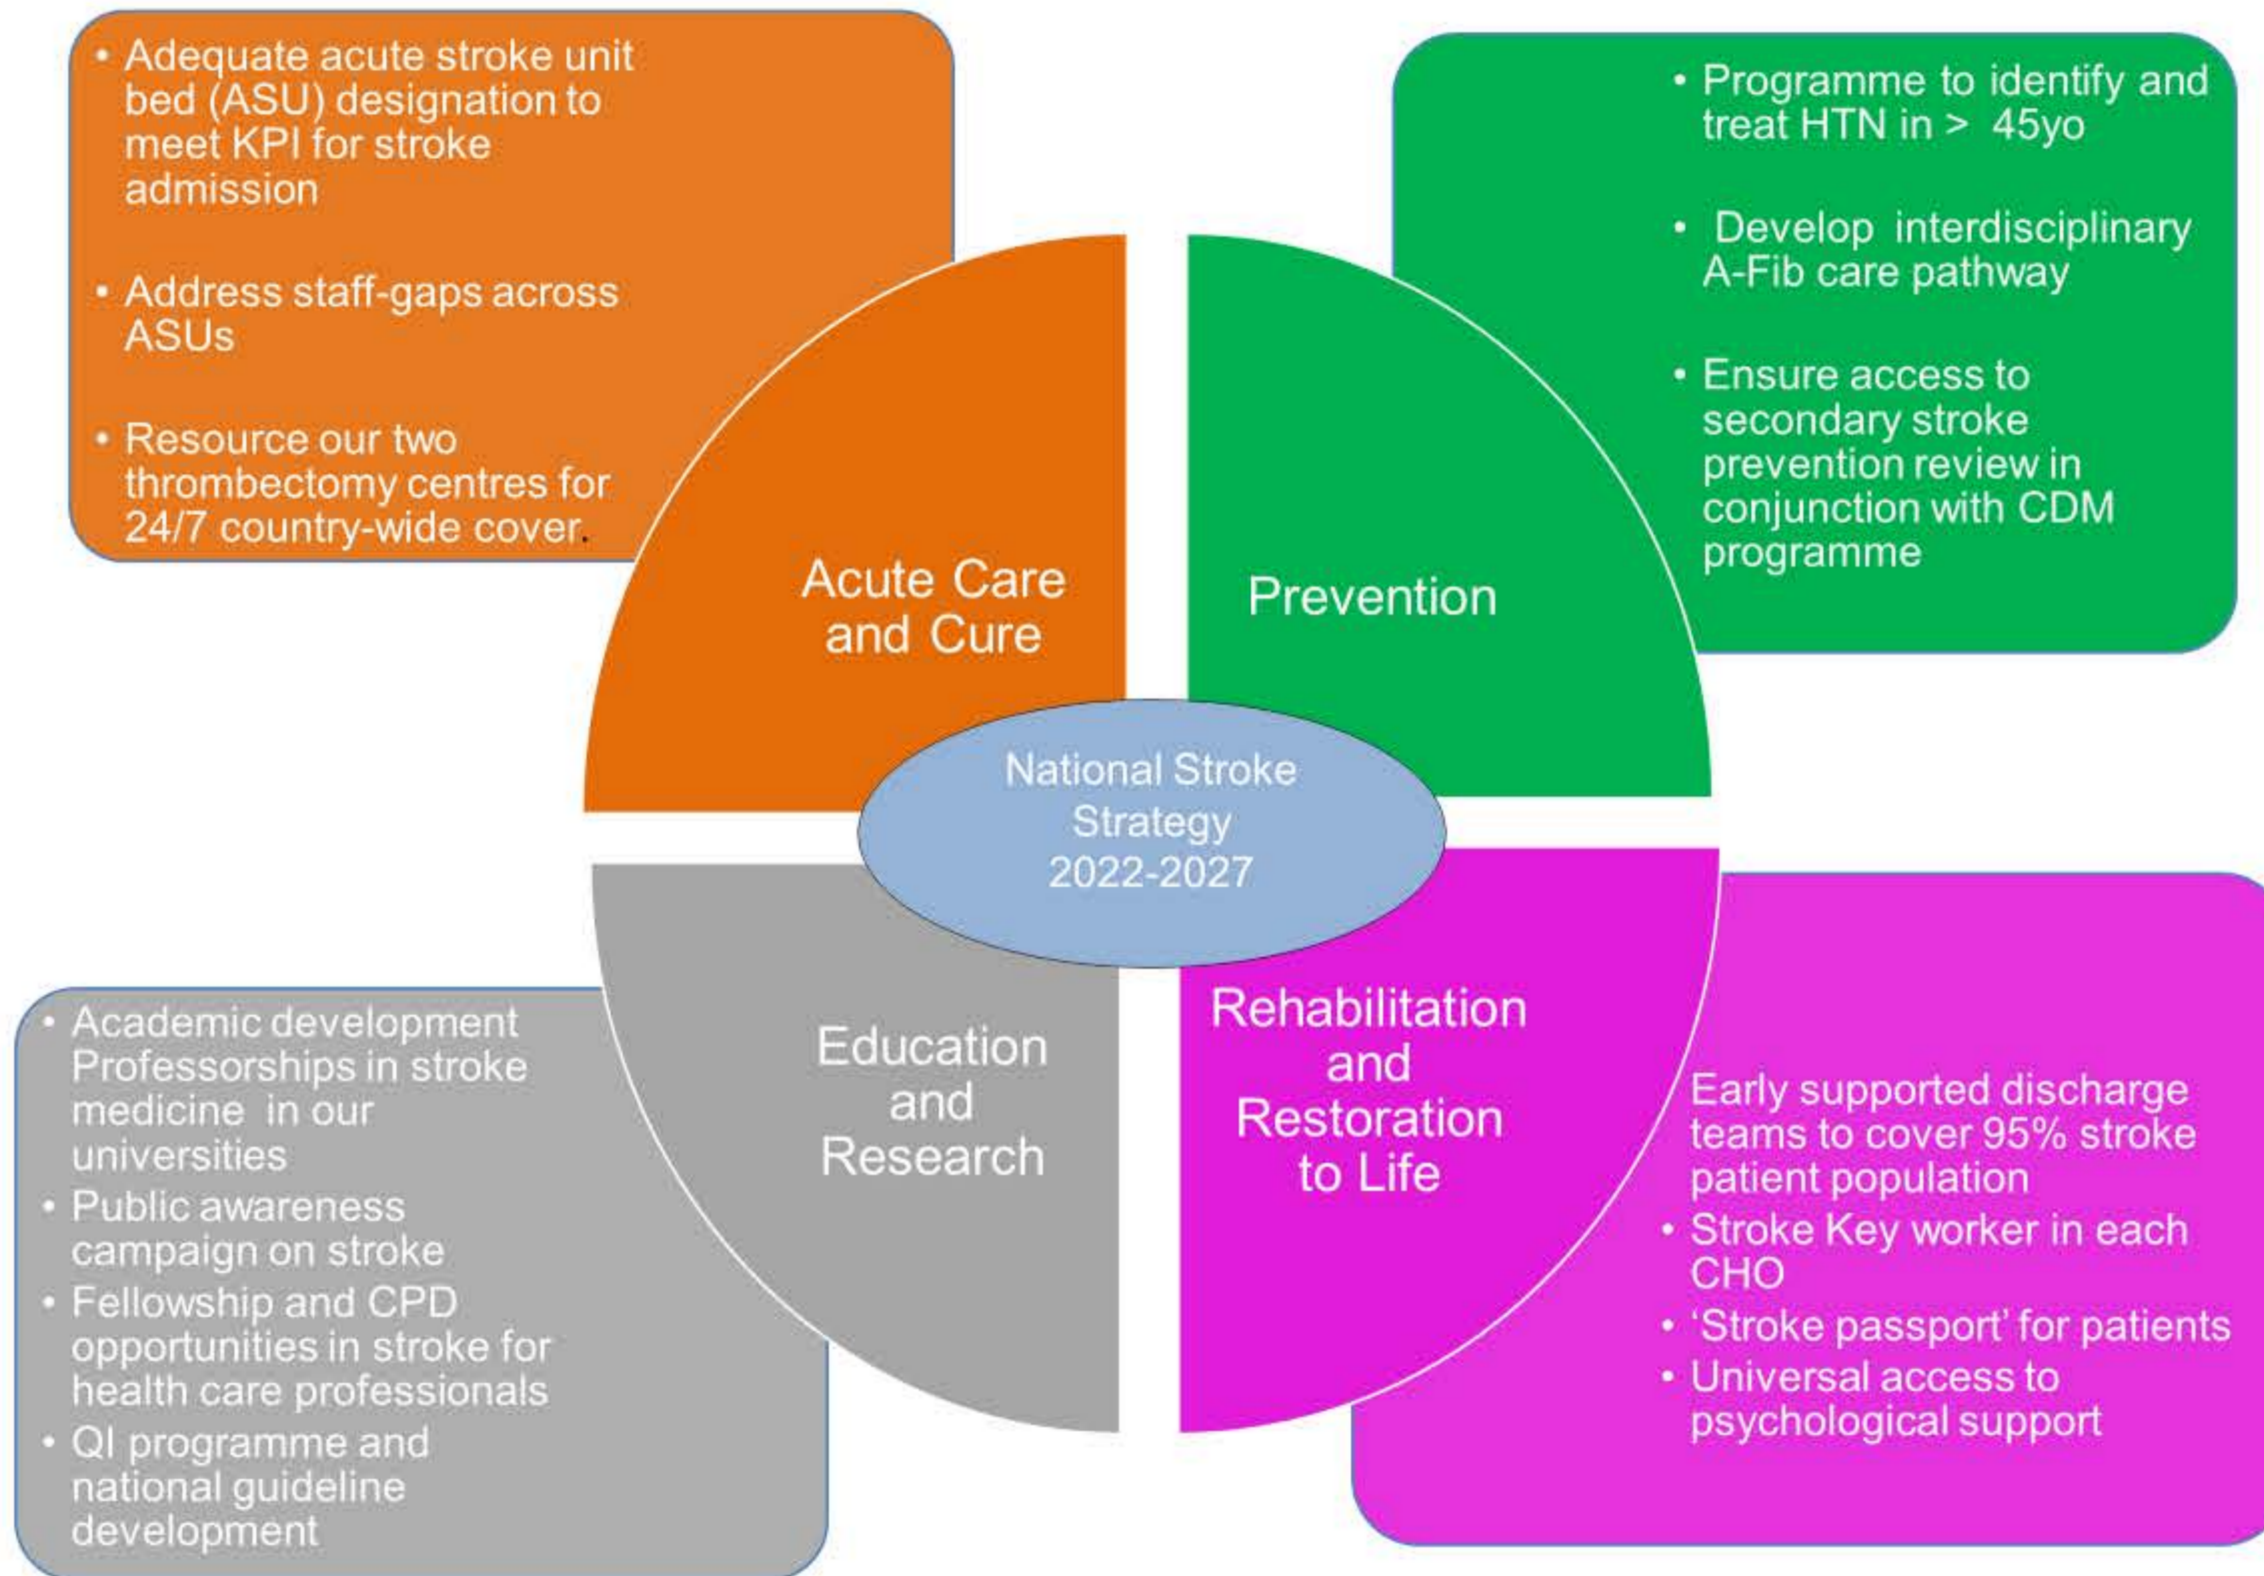 • Adequate acute stroke unit
bed (ASU) designation to
meet KPI for stroke
admission
• Address staff-gaps across
ASUs
• Resource our two
thrombectomy centres for
24/7 country-wide cover.
Acute Care
and Cure
• Programme to identify and
treat HTN in > 45yo
• Develop interdisciplinary
A-Fib care pathway
• Ensure access to
secondary stroke
prevention review in
conjunction with CDM
programme
Prevention
National Stroke
Strategy
2022-2027
• Academic development
Professorships in stroke
medicine in our
universities
• Public awareness
campaign on stroke
• Fellowship and CPD
opportunities in stroke for
health care professionals
• QI programme and
national guideline
development
Education
and
Research
Rehabilitation
and
Restoration
to Life
Early supported discharge
teams to cover 95% stroke
patient population
• Stroke Key worker in each
CHO
• ‘Stroke passport’ for patients
• Universal access to
psychological support